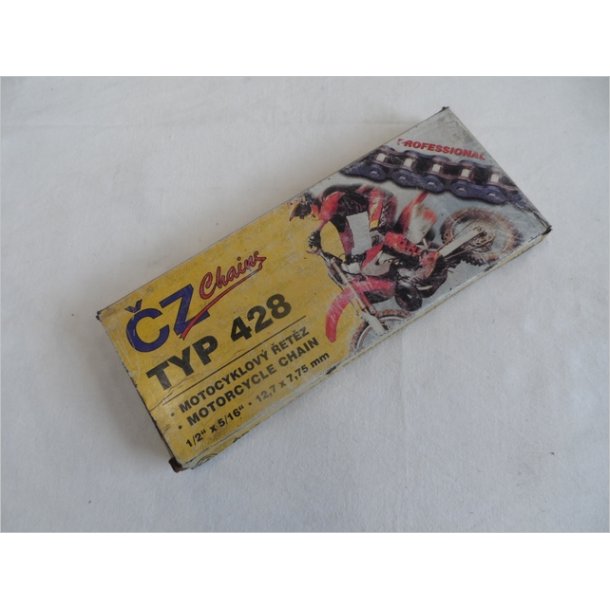 PROFESSIONAL
ČZ Chains
TYP 428
• MOTOCYKLOVÝ ŘETĚZ
• MOTORCYCLE CHAIN
1/2" x 5/16" • 12,7 x 7,75 mm